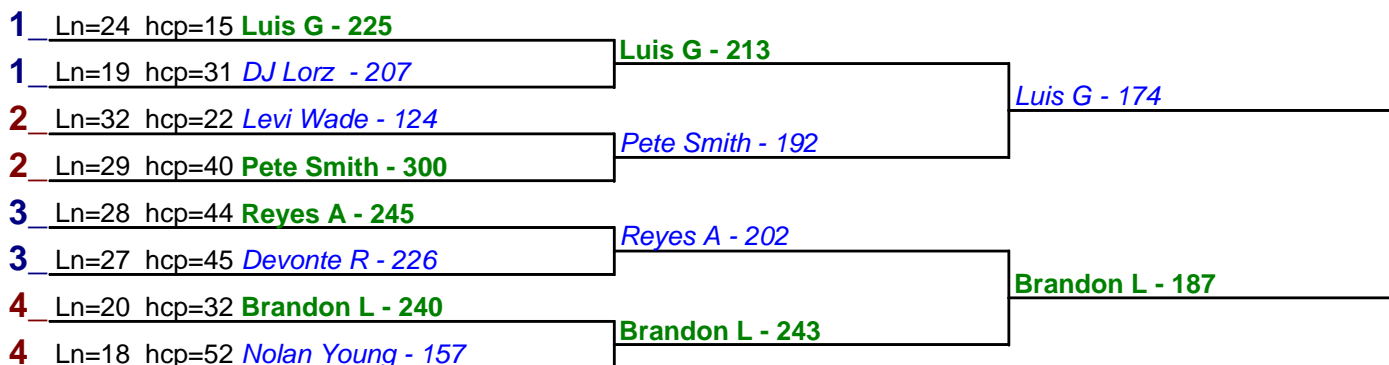 1_ Ln=24 hcp=15 Luis G - 225
Luis G - 213
1_ Ln=19 hcp=31 DJ Lorz - 207
Luis G - 174
2_ Ln=32 hcp=22 Levi Wade - 124
Pete Smith - 192
2_ Ln=29 hcp=40 Pete Smith - 300
3_ Ln=28 hcp=44 Reyes A - 245
Reyes A - 202
3_ Ln=27 hcp=45 Devonte R - 226
Brandon L - 187
4_ Ln=20 hcp=32 Brandon L - 240
Brandon L - 243
4 Ln=18 hcp=52 Nolan Young - 157